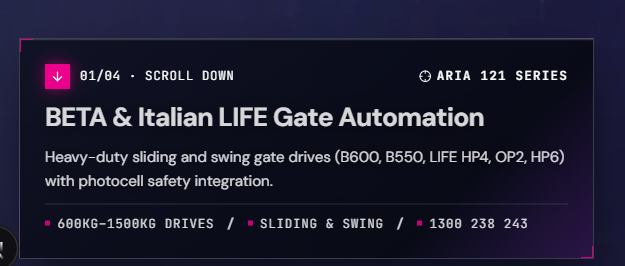 01/04 · SCROLL DOWN
ARIA 121 SERIES
BETA & Italian LIFE Gate Automation
Heavy-duty sliding and swing gate drives (B600, B550, LIFE HP4, OP2, HP6)
with photocell safety integration.
600KG–1500KG DRIVES / SLIDING & SWING / 1300 238 243